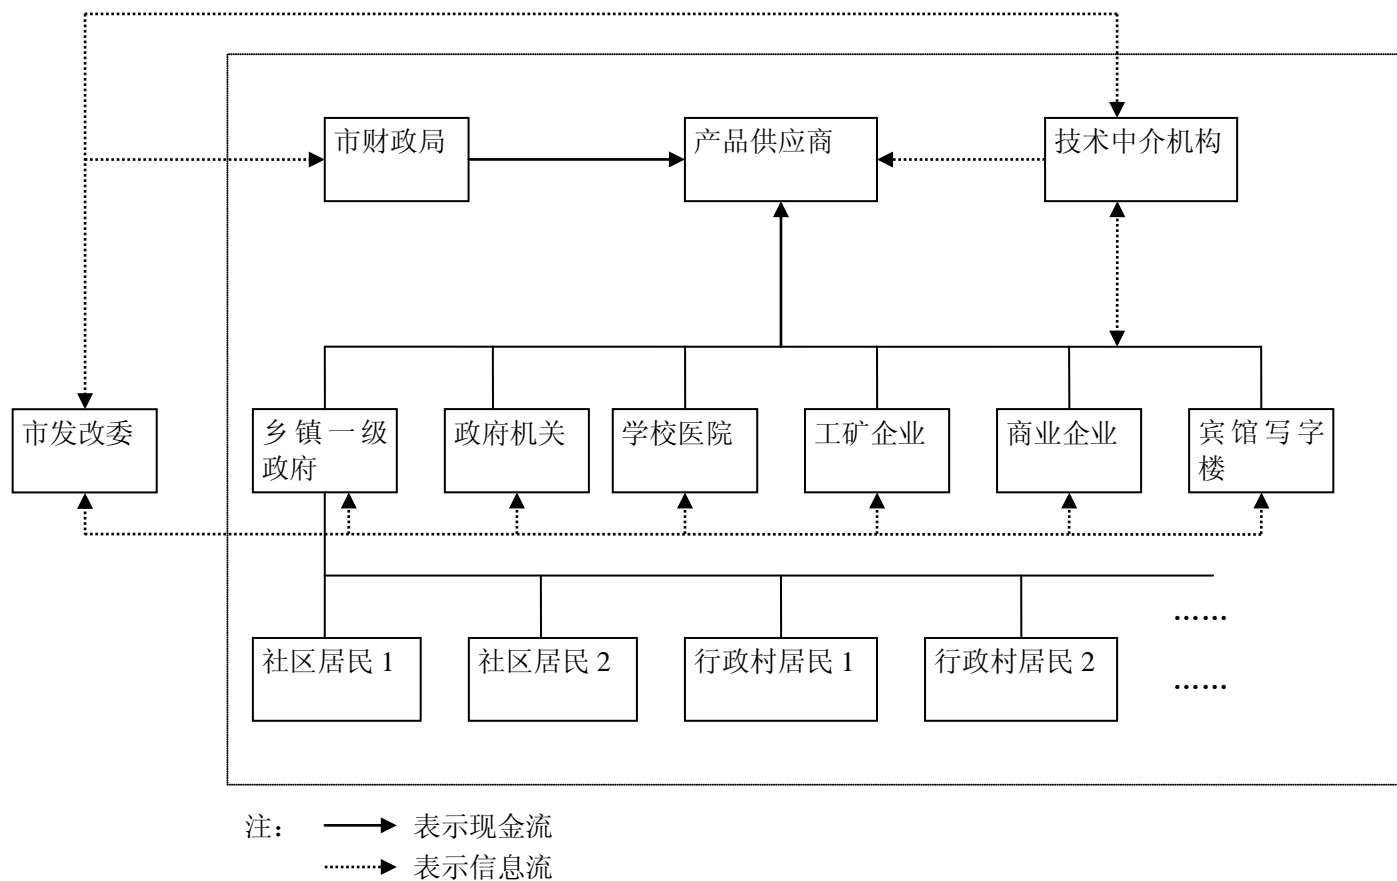 市财政局
产品供应商
技术中介机构
市发改委
乡镇一级
政府
政府机关
学校医院
工矿企业
商业企业
宾馆写字
楼
……
社区居民 1
社区居民 2
行政村居民 1
行政村居民 2
……
注：
表示现金流
表示信息流